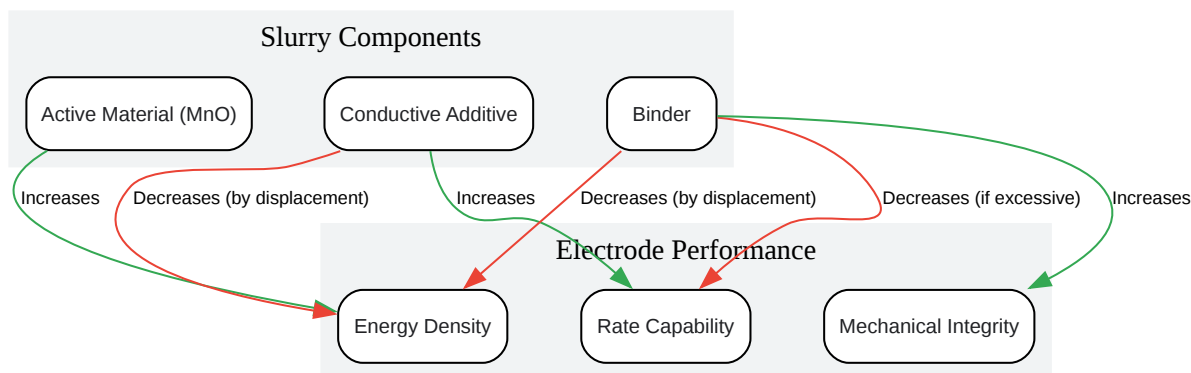 Slurry Components
Active Material (MnO)
Conductive Additive
Binder
Increases
Decreases (by displacement)
Increases
Decreases (by displacement)
Decreases (if excessive)
Increases
Electrode Performance
Energy Density
Rate Capability
Mechanical Integrity